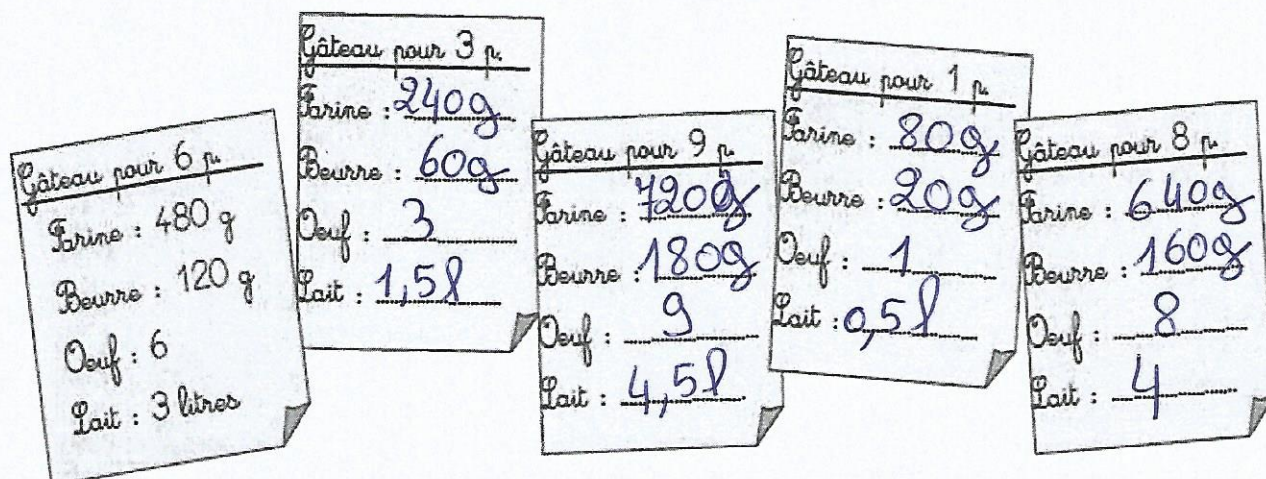 Gâteau pour 6 p.
Farine : 480 g
Beurre : 120 g
Oeuf : 6
Lait : 3 litres
Gâteau pour 3 p.
Farine : 240g
Beurre : 60g
Oeuf : 3
Lait : 1,5l
Gâteau pour 9 p.
Farine : 720g
Beurre : 180g
Oeuf : 9
Lait : 4,5l
Gâteau pour 1 p.
Farine : 80g
Beurre : 20g
Oeuf : 1
Lait : 0,5l
Gâteau pour 8 p.
Farine : 640g
Beurre : 160g
Oeuf : 8
Lait : 4